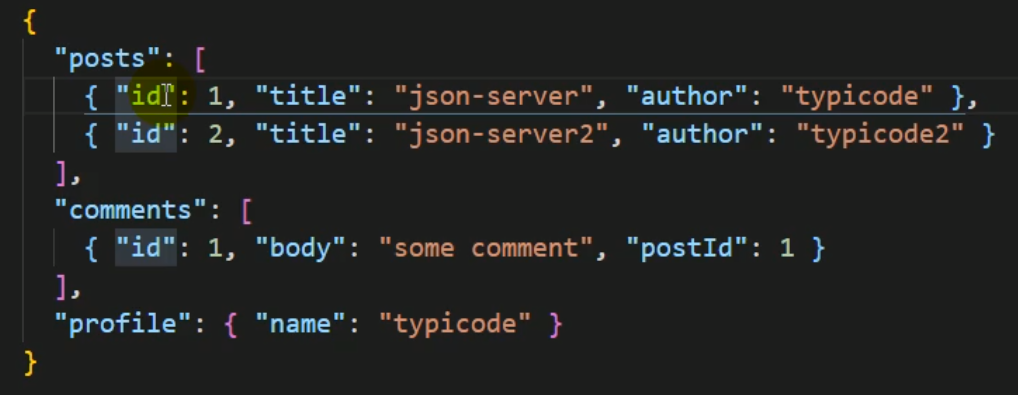 {
  "posts": [
    { "id": 1, "title": "json-server", "author": "typicode" },
    { "id": 2, "title": "json-server2", "author": "typicode2" }
  ],
  "comments": [
    { "id": 1, "body": "some comment", "postId": 1 }
  ],
  "profile": { "name": "typicode" }
}